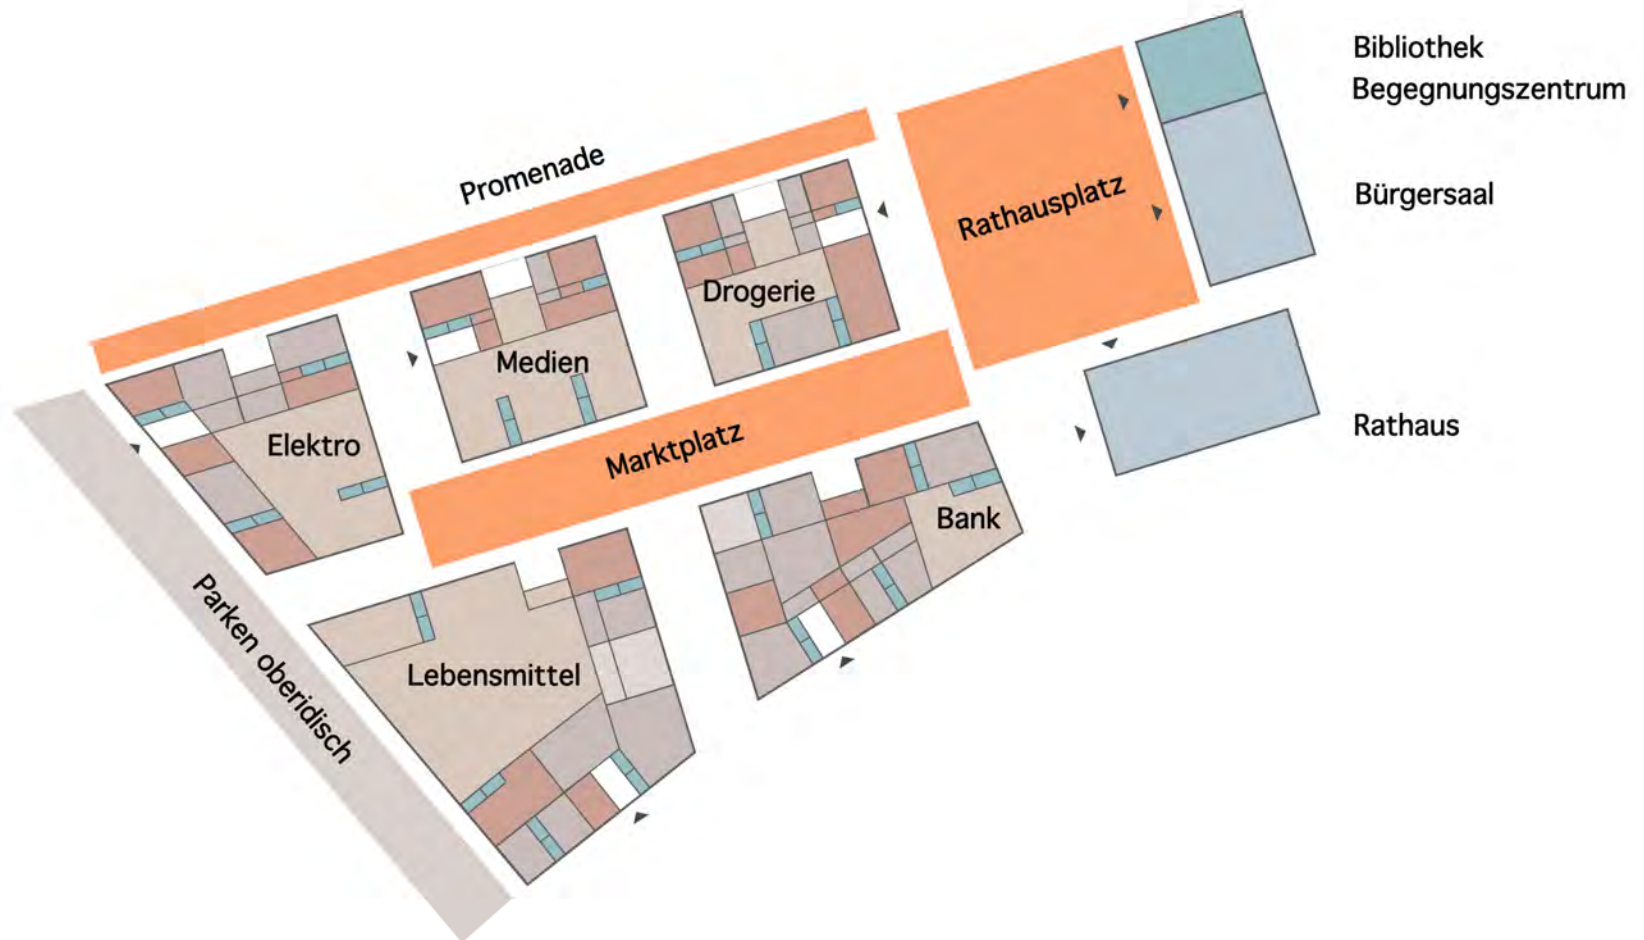 Bibliothek
Begegnungszentrum
Promenade
Rathausplatz
Bürgersaal
Drogerie
Medien
Elektro
Marktplatz
Rathaus
Bank
Parken oberidisch
Lebensmittel